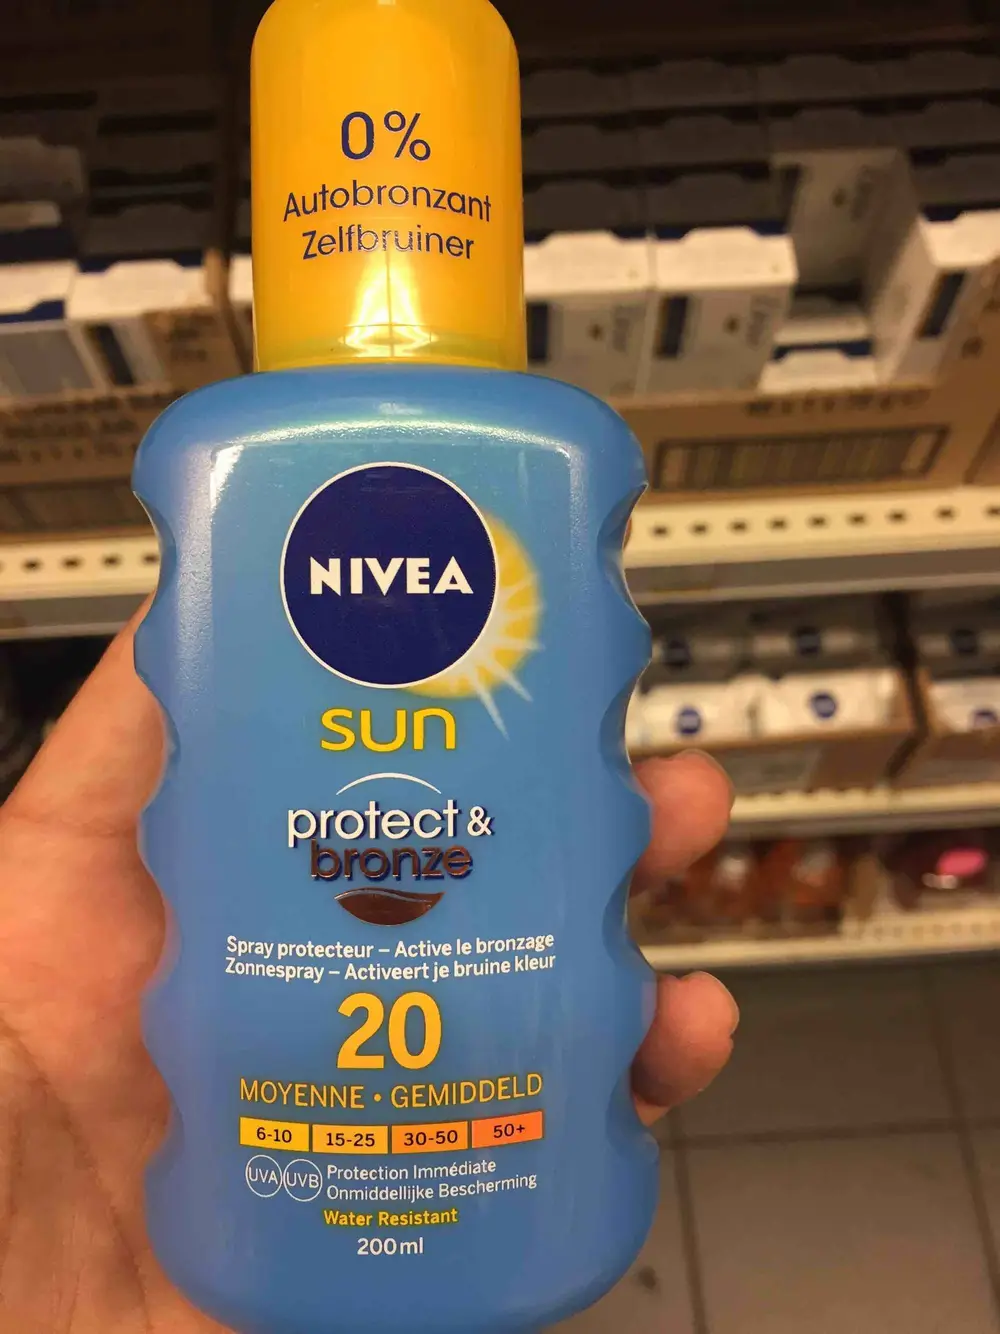 0%
Autobronzant
Zelfbruiner
NIVEA
sun
protect &
bronze
Spray protecteur – Active le bronzage
Zonnespray – Activeert je bruine kleur
20
MOYENNE • GEMIDDELD
6-10 15-25 30-50 50+
UVA UVB Protection Immédiate
Onmiddellijke Bescherming
Water Resistant
200ml